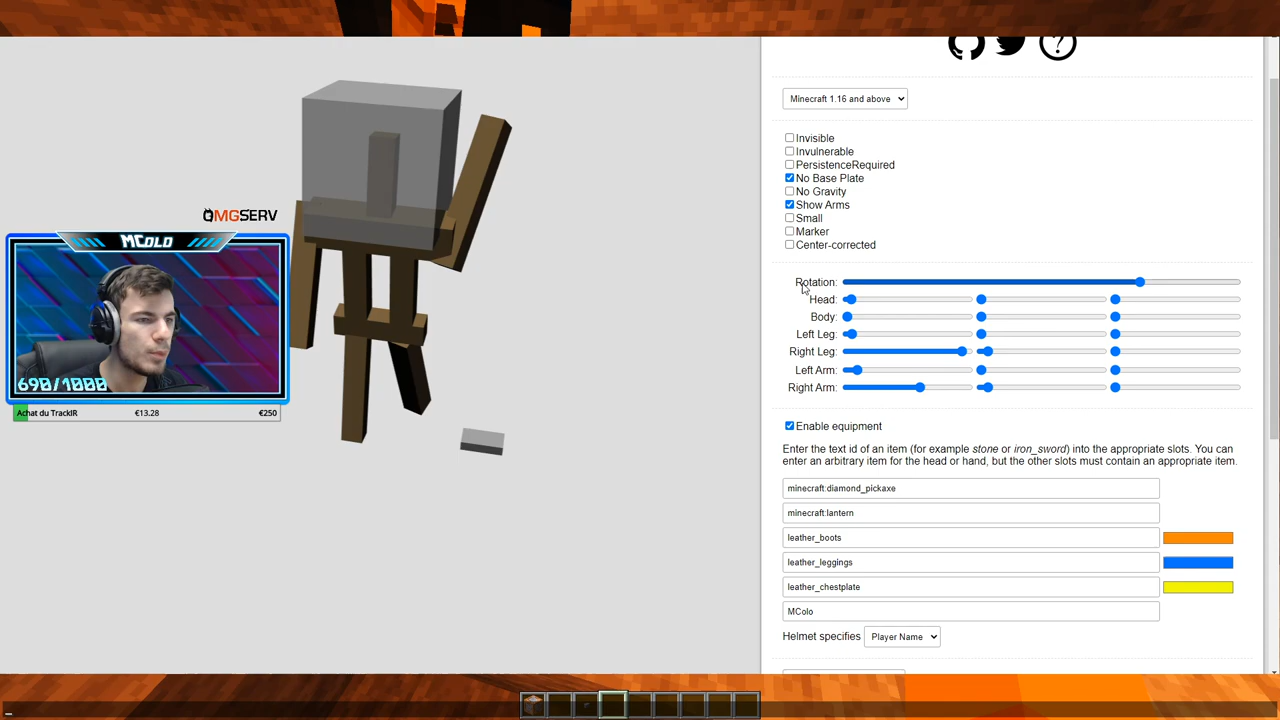 Minecraft 1.16 and above
Invisible
Invulnerable
PersistenceRequired
No Base Plate
No Gravity
Show Arms
Small
Marker
Center-corrected
OMGSERV
MCOLO
690/1000
Achat du TrackIR €13.28 €250
Rotation:
Head:
Body:
Left Leg:
Right Leg:
Left Arm:
Right Arm:
Enable equipment
Enter the text id of an item (for example stone or iron_sword) into the appropriate slots. You can
enter an arbitrary item for the head or hand, but the other slots must contain an appropriate item.
minecraft:diamond_pickaxe
minecraft:lantern
leather_boots
leather_leggings
leather_chestplate
MColo
Helmet specifies Player Name